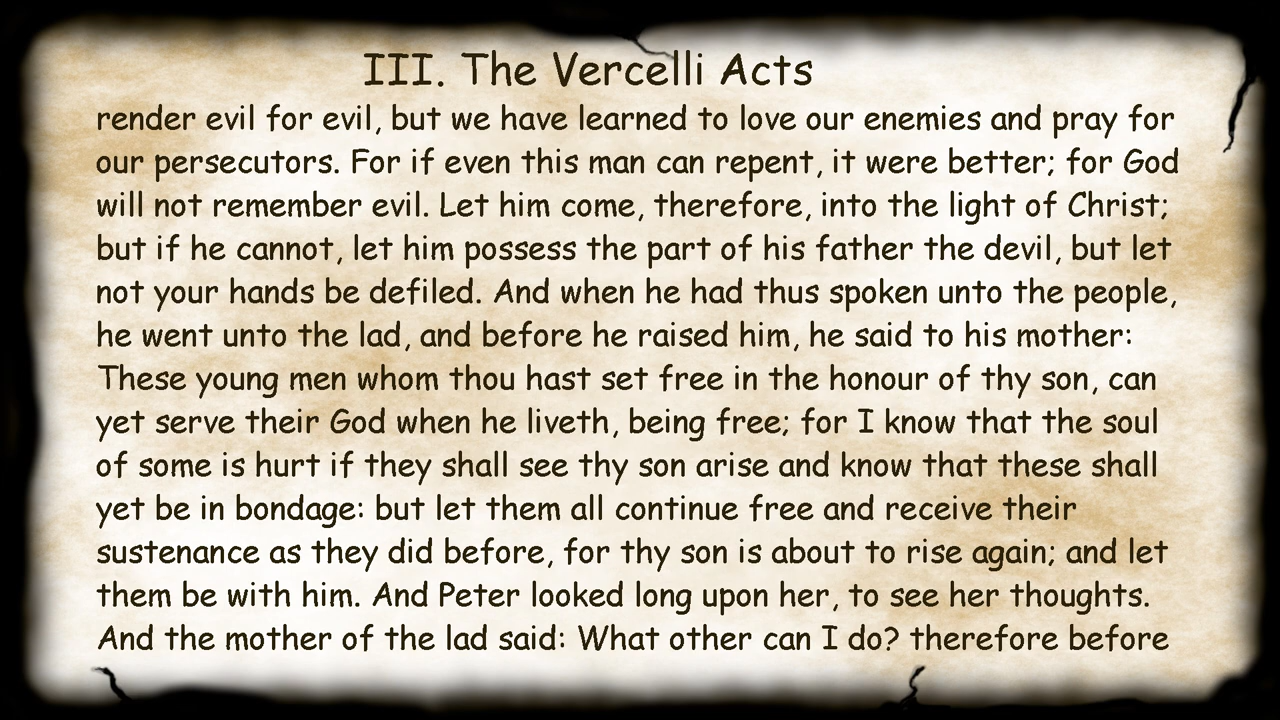 III. The Vercelli Acts
render evil for evil, but we have learned to love our enemies and pray for
our persecutors. For if even this man can repent, it were better; for God
will not remember evil. Let him come, therefore, into the light of Christ;
but if he cannot, let him possess the part of his father the devil, but let
not your hands be defiled. And when he had thus spoken unto the people,
he went unto the lad, and before he raised him, he said to his mother:
These young men whom thou hast set free in the honour of thy son, can
yet serve their God when he liveth, being free; for I know that the soul
of some is hurt if they shall see thy son arise and know that these shall
yet be in bondage: but let them all continue free and receive their
sustenance as they did before, for thy son is about to rise again; and let
them be with him. And Peter looked long upon her, to see her thoughts.
And the mother of the lad said: What other can I do? therefore before